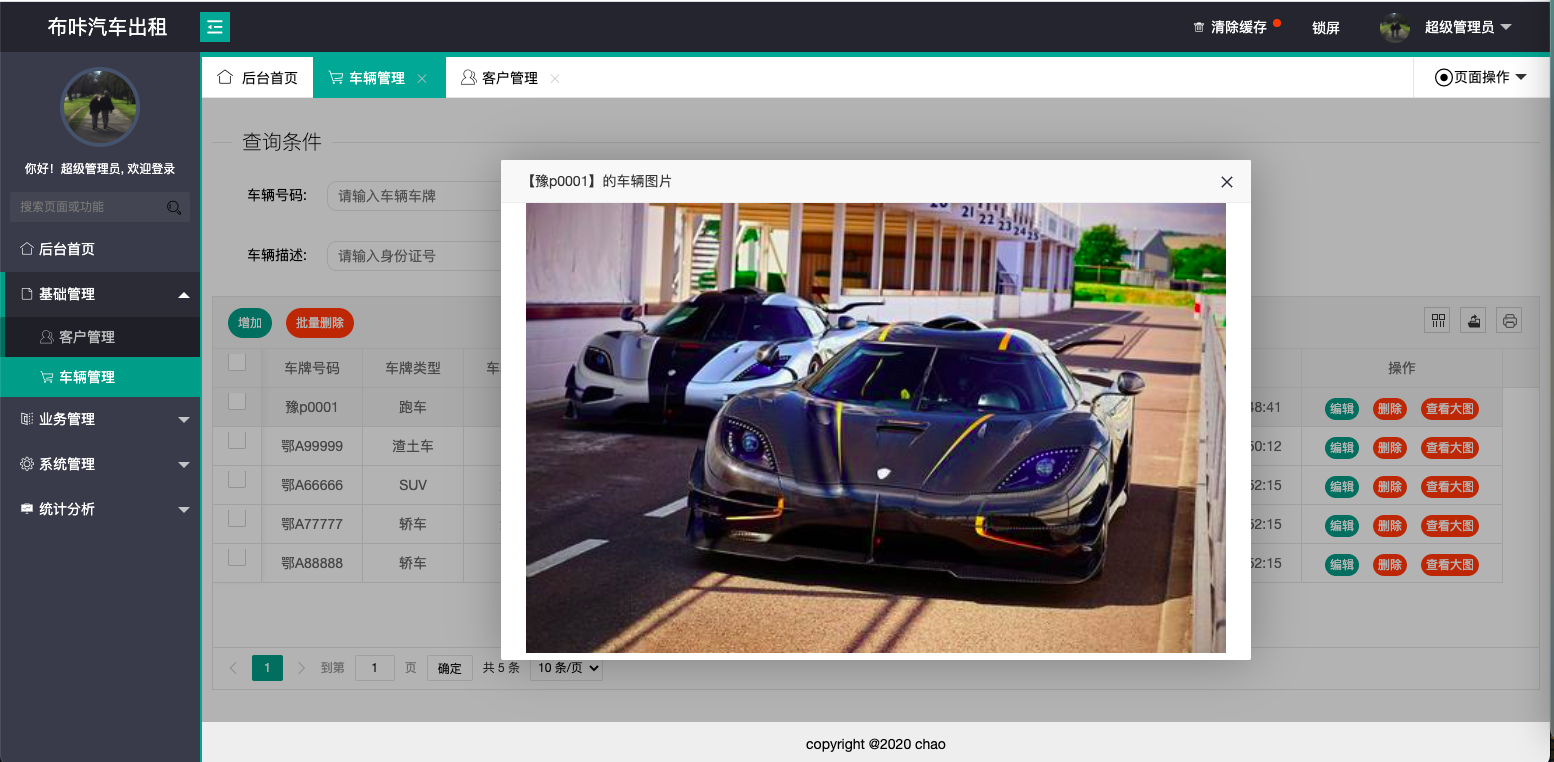 布咔汽车出租
清除缓存
锁屏
超级管理员
后台首页
车辆管理
客户管理
页面操作
你好！超级管理员, 欢迎登录
搜索页面或功能
后台首页
基础管理
客户管理
车辆管理
业务管理
系统管理
统计分析
查询条件
车辆号码:
请输入车辆车牌
车辆描述:
请输入身份证号
【豫p0001】的车辆图片
21 22 23 24 25
增加
批量删除
车牌号码 车牌类型 车 操作
豫p0001 跑车 48:41 编辑 删除 查看大图
鄂A99999 渣土车 50:12 编辑 删除 查看大图
鄂A66666 SUV 52:15 编辑 删除 查看大图
鄂A77777 轿车 52:15 编辑 删除 查看大图
鄂A88888 轿车 52:15 编辑 删除 查看大图
1 到第 1 页 确定 共 5 条 10 条/页
copyright @2020 chao